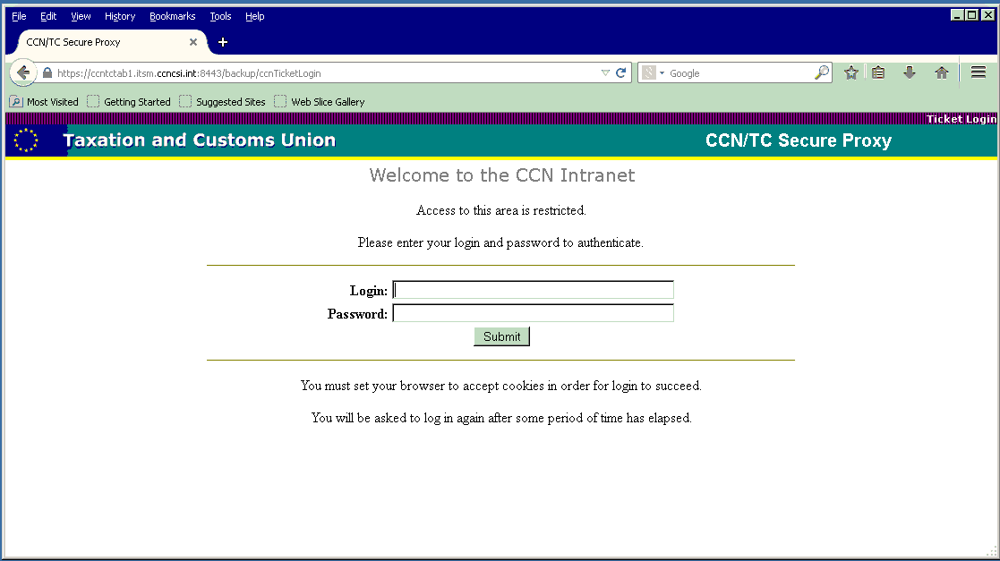 File Edit View History Bookmarks Tools Help
CCN/TC Secure Proxy
https://ccntctab1.itsm.ccncsi.int:8443/backup/ccnTicketLogin Google
Most Visited Getting Started Suggested Sites Web Slice Gallery
Ticket Login
Taxation and Customs Union CCN/TC Secure Proxy
Welcome to the CCN Intranet
Access to this area is restricted.
Please enter your login and password to authenticate.
Login:
Password:
Submit
You must set your browser to accept cookies in order for login to succeed.
You will be asked to log in again after some period of time has elapsed.